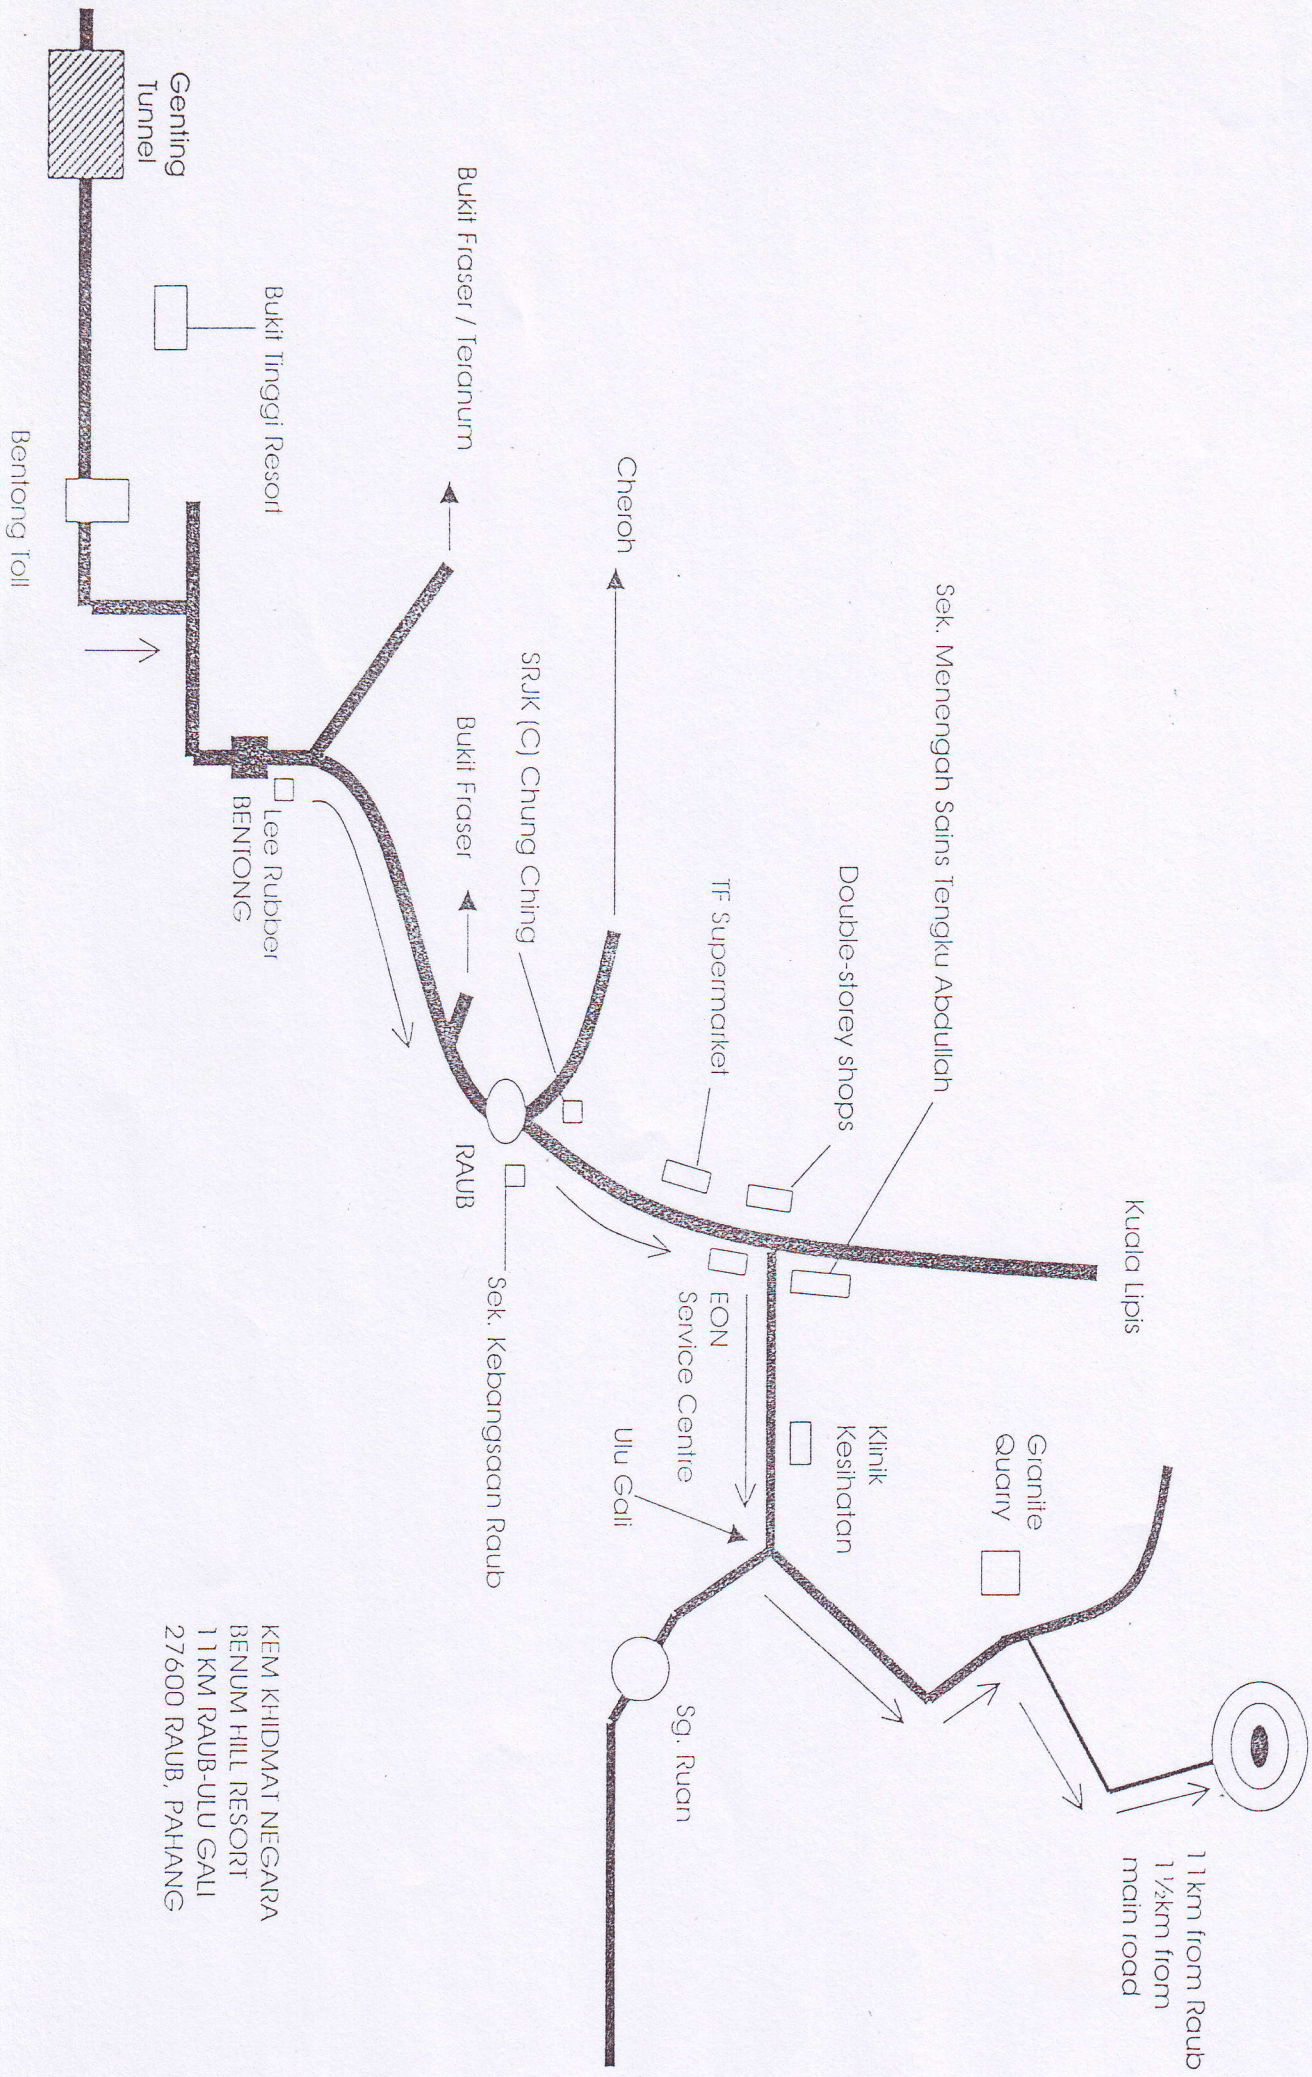 11km from Raub
1½km from
main road
Kuala Lipis
Granite
Quarry
Sek. Menengah Sains Tengku Abdullah
Double-storey shops
Klinik
Kesihatan
TF Supermarket
EON
Service Centre
Sg. Ruan
Cheroh
Ulu Gali
SRJK (C) Chung Ching
Bukit Fraser / Teranum
Bukit Fraser
RAUB
Sek. Kebangsaan Raub
Bukit Tinggi Resort
Lee Rubber
BENTONG
Genting
Tunnel
Bentong Toll
KEM KHIDMAT NEGARA
BENUM HILL RESORT
11KM RAUB-ULU GALI
27600 RAUB, PAHANG